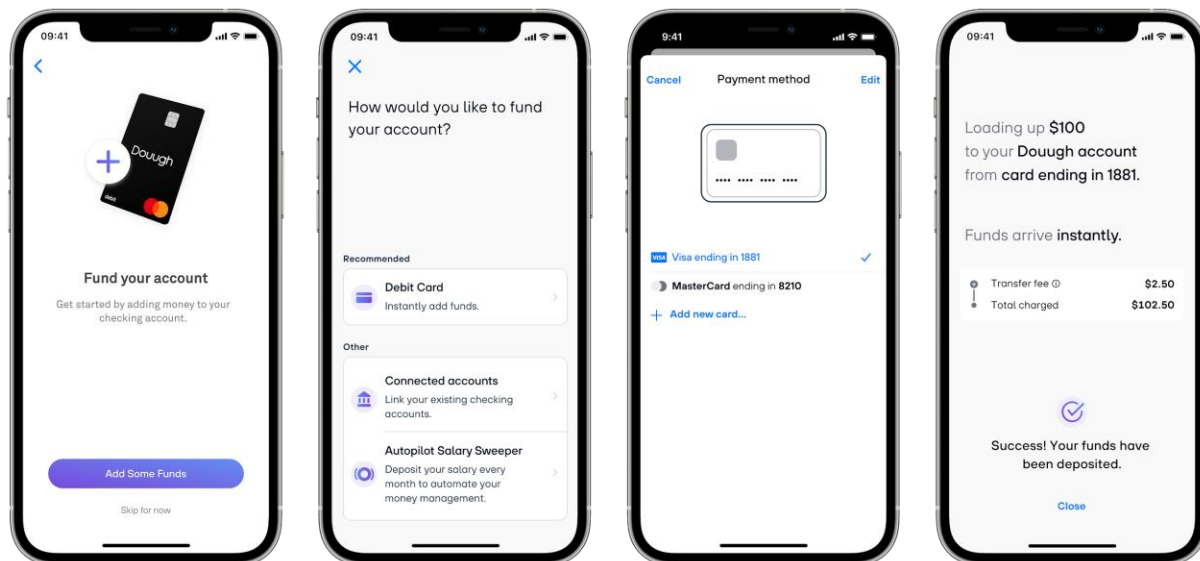 09:41
Douugh
debit
Fund your account
Get started by adding money to your
checking account.
Add Some Funds
Skip for now
09:41
How would you like to fund
your account?
Recommended
Debit Card
Instantly add funds.
Other
Connected accounts
Link your existing checking
accounts.
Autopilot Salary Sweeper
Deposit your salary every
month to automate your
money management.
9:41
Cancel Payment method Edit
VISA Visa ending in 1881
MasterCard ending in 8210
+ Add new card...
09:41
Loading up $100
to your Douugh account
from card ending in 1881.
Funds arrive instantly.
Transfer fee $2.50
Total charged $102.50
Success! Your funds have
been deposited.
Close